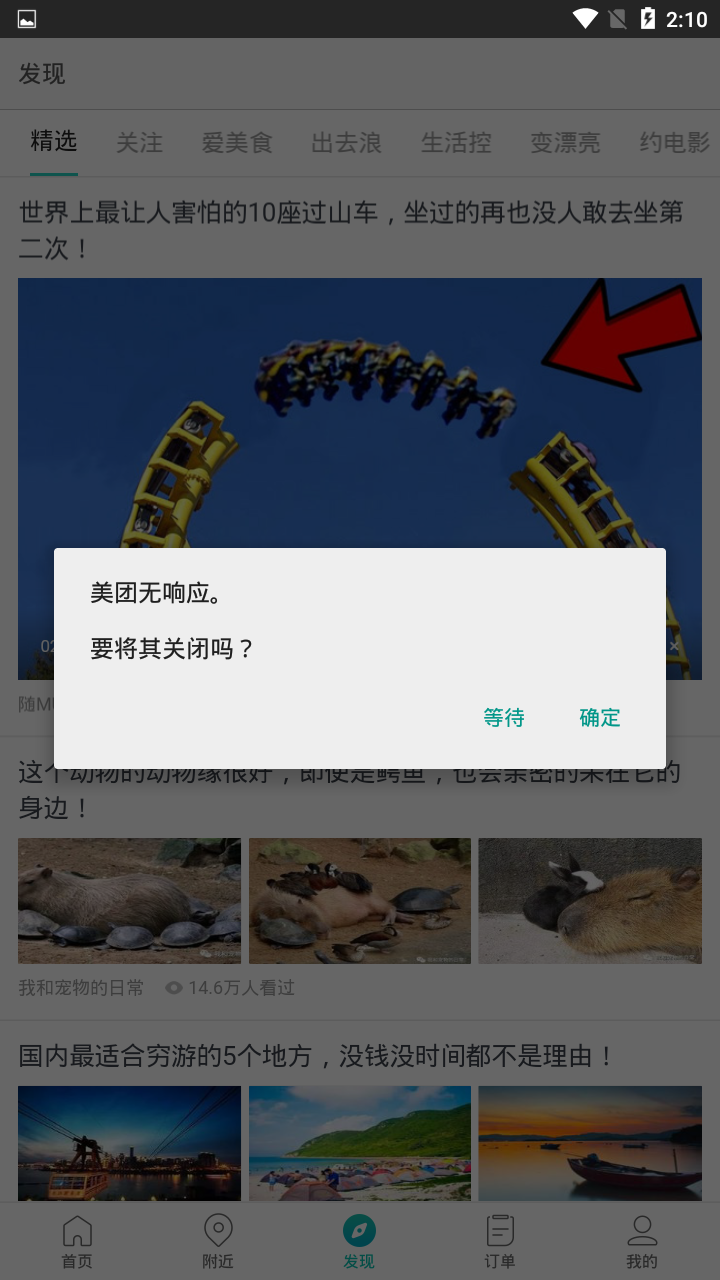 2:10
发现
精选 关注 爱美食 出去浪 生活控 变漂亮 约电影
世界上最让人害怕的10座过山车，坐过的再也没人敢去坐第
二次！
美团无响应。
要将其关闭吗？
等待 确定
这个动物的动物缘很好，即使是鳄鱼，也会亲密的呆在它的
身边！
我和宠物的日常 14.6万人看过
国内最适合穷游的5个地方，没钱没时间都不是理由！
首页 附近 发现 订单 我的